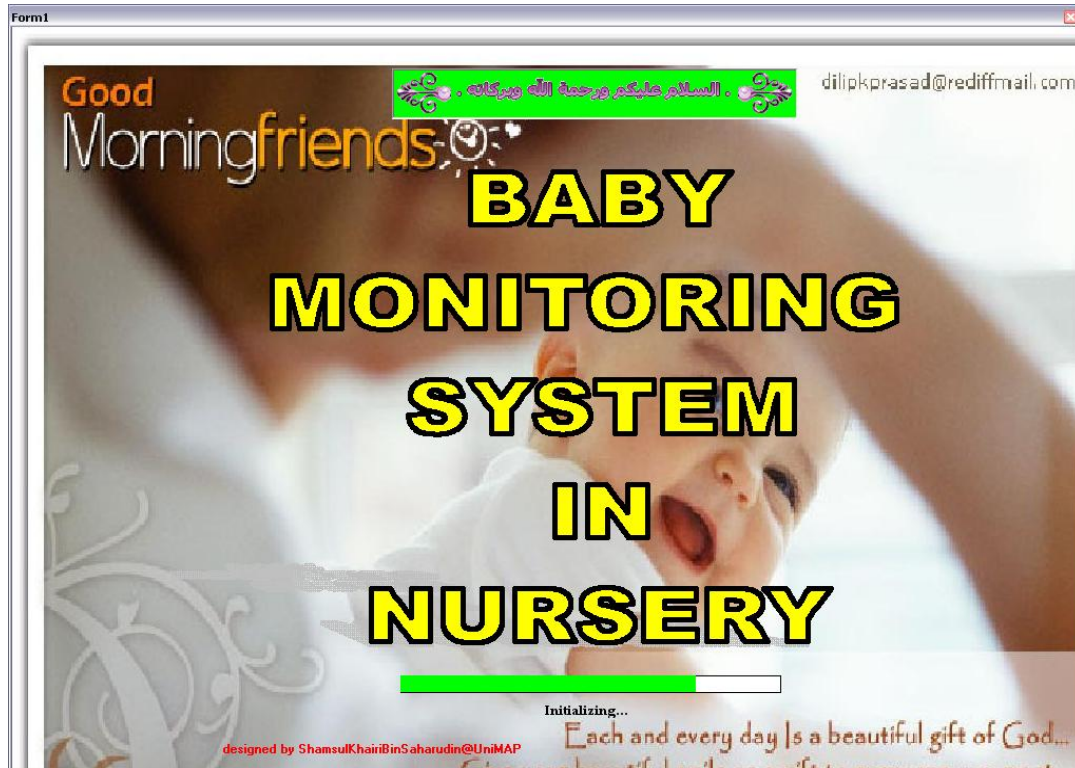 Form1
Good
Morningfriends
. السلام عليكم ورحمة الله وبركاته .
dilipkprasad@rediffmail.com
BABY
MONITORING
SYSTEM
IN
NURSERY
Initializing...
designed by ShamsulKhairiBinSaharudin@UniMAP
Each and every day Is a beautiful gift of God...